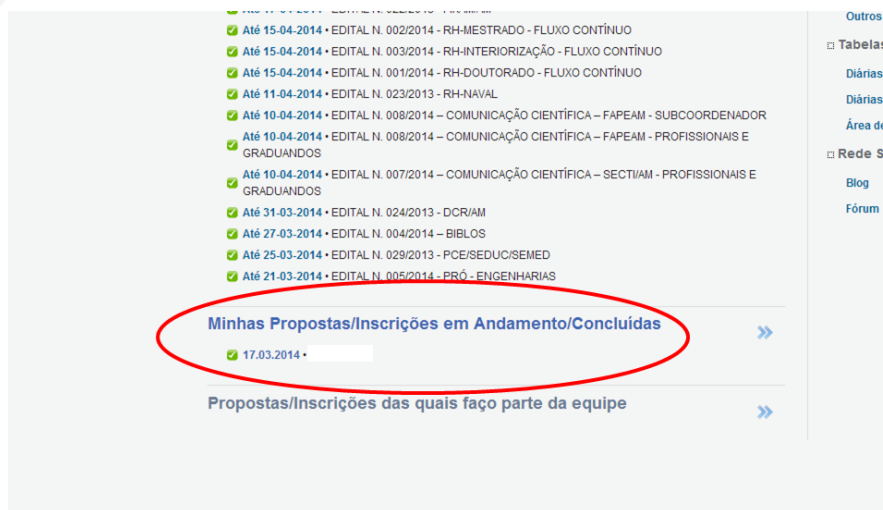 Até 15-04-2014 • EDITAL N. 002/2014 - RH-MESTRADO - FLUXO CONTÍNUO
Até 15-04-2014 • EDITAL N. 003/2014 - RH-INTERIORIZAÇÃO - FLUXO CONTÍNUO
Até 15-04-2014 • EDITAL N. 001/2014 - RH-DOUTORADO - FLUXO CONTÍNUO
Até 11-04-2014 • EDITAL N. 023/2013 - RH-NAVAL
Até 10-04-2014 • EDITAL N. 008/2014 – COMUNICAÇÃO CIENTÍFICA – FAPEAM - SUBCOORDENADOR
Até 10-04-2014 • EDITAL N. 008/2014 – COMUNICAÇÃO CIENTÍFICA – FAPEAM - PROFISSIONAIS E
GRADUANDOS
Até 10-04-2014 • EDITAL N. 007/2014 – COMUNICAÇÃO CIENTÍFICA – SECTI/AM - PROFISSIONAIS E
GRADUANDOS
Até 31-03-2014 • EDITAL N. 024/2013 - DCR/AM
Até 27-03-2014 • EDITAL N. 004/2014 – BIBLOS
Até 25-03-2014 • EDITAL N. 029/2013 - PCE/SEDUC/SEMED
Até 21-03-2014 • EDITAL N. 005/2014 - PRÓ - ENGENHARIAS
Minhas Propostas/Inscrições em Andamento/Concluídas
17.03.2014 •
Propostas/Inscrições das quais faço parte da equipe
Outros
Tabelas
Diárias
Diárias
Área de
Rede S
Blog
Fórum